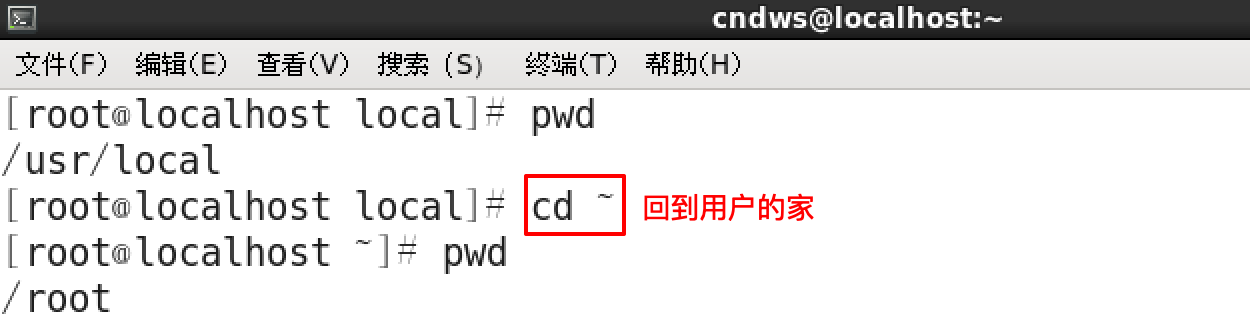 cndws@localhost:~
文件(F) 编辑(E) 查看(V) 搜索 (S) 终端(T) 帮助(H)
[root@localhost local]# pwd
/usr/local
[root@localhost local]# cd ~ 回到用户的家
[root@localhost ~]# pwd
/root